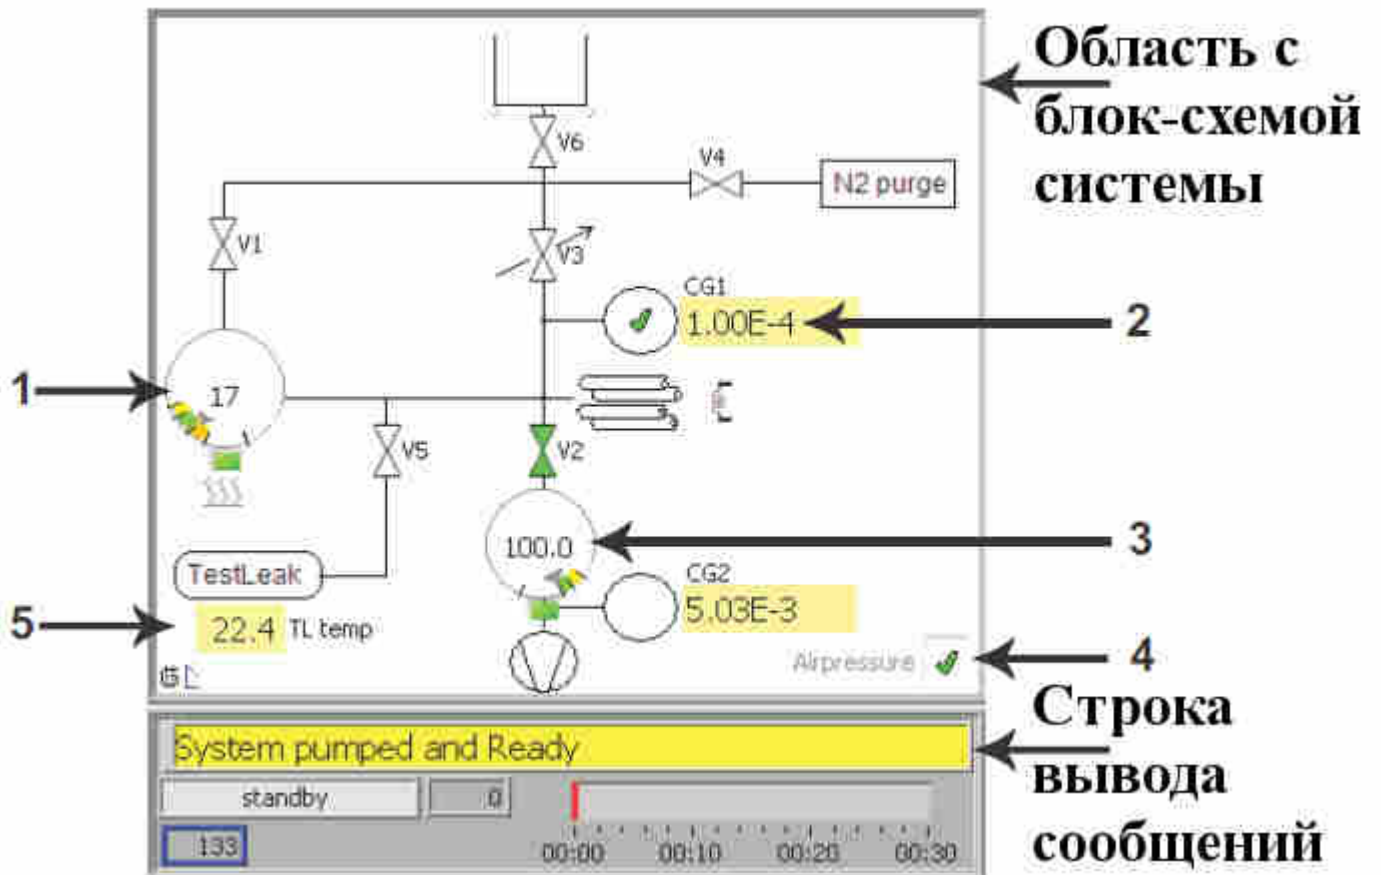 Область с
блок-схемой
системы
V6
V4
N2 purge
V1
V3
CG1
1.00E-4
2
1
17
V5
V2
100.0
3
TestLeak
CG2
5.03E-3
5
22.4 TL temp
Airpressure
4
Строка
вывода
сообщений
System pumped and Ready
standby
0
133
00:00 00:10 00:20 00:30